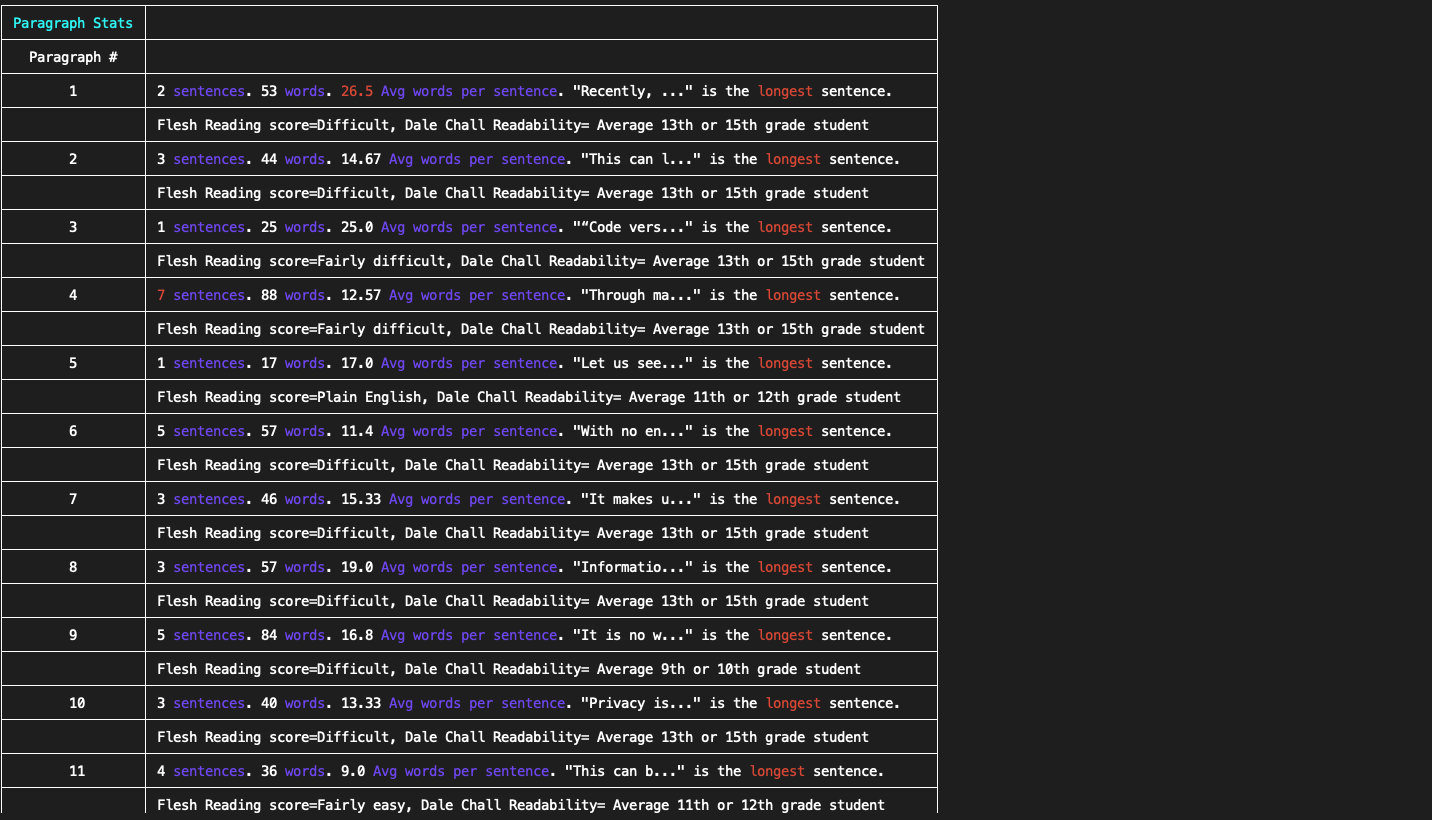 Paragraph Stats
Paragraph #
1 2 sentences. 53 words. 26.5 Avg words per sentence. "Recently, ..." is the longest sentence.
Flesh Reading score=Difficult, Dale Chall Readability= Average 13th or 15th grade student
2 3 sentences. 44 words. 14.67 Avg words per sentence. "This can l..." is the longest sentence.
Flesh Reading score=Difficult, Dale Chall Readability= Average 13th or 15th grade student
3 1 sentences. 25 words. 25.0 Avg words per sentence. "“Code vers..." is the longest sentence.
Flesh Reading score=Fairly difficult, Dale Chall Readability= Average 13th or 15th grade student
4 7 sentences. 88 words. 12.57 Avg words per sentence. "Through ma..." is the longest sentence.
Flesh Reading score=Fairly difficult, Dale Chall Readability= Average 13th or 15th grade student
5 1 sentences. 17 words. 17.0 Avg words per sentence. "Let us see..." is the longest sentence.
Flesh Reading score=Plain English, Dale Chall Readability= Average 11th or 12th grade student
6 5 sentences. 57 words. 11.4 Avg words per sentence. "With no en..." is the longest sentence.
Flesh Reading score=Difficult, Dale Chall Readability= Average 13th or 15th grade student
7 3 sentences. 46 words. 15.33 Avg words per sentence. "It makes u..." is the longest sentence.
Flesh Reading score=Difficult, Dale Chall Readability= Average 13th or 15th grade student
8 3 sentences. 57 words. 19.0 Avg words per sentence. "Informatio..." is the longest sentence.
Flesh Reading score=Difficult, Dale Chall Readability= Average 13th or 15th grade student
9 5 sentences. 84 words. 16.8 Avg words per sentence. "It is no w..." is the longest sentence.
Flesh Reading score=Difficult, Dale Chall Readability= Average 9th or 10th grade student
10 3 sentences. 40 words. 13.33 Avg words per sentence. "Privacy is..." is the longest sentence.
Flesh Reading score=Difficult, Dale Chall Readability= Average 13th or 15th grade student
11 4 sentences. 36 words. 9.0 Avg words per sentence. "This can b..." is the longest sentence.
Flesh Reading score=Fairly easy, Dale Chall Readability= Average 11th or 12th grade student